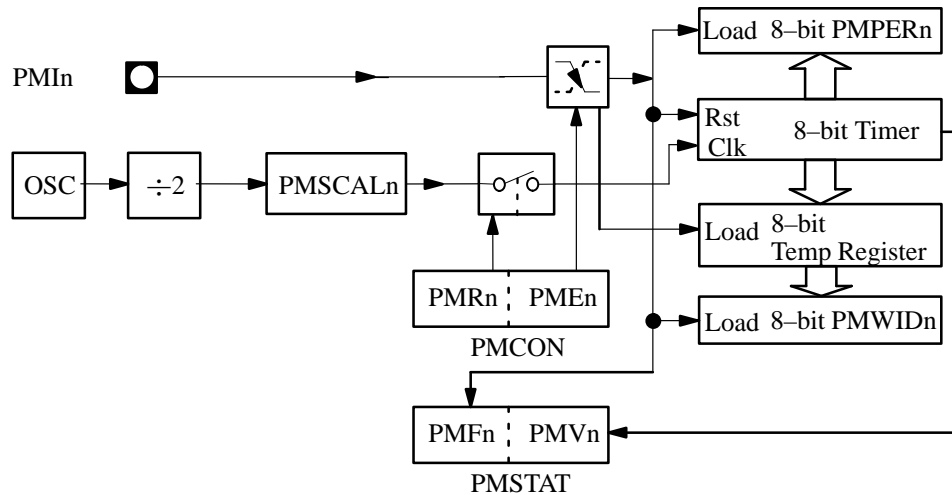 Load 8–bit PMPERn
PMIn
Rst
8-bit Timer
Clk
OSC
÷2
PMSCALn
Load 8–bit
Temp Register
PMRn PMEn
Load 8–bit PMWIDn
PMCON
PMFn PMVn
PMSTAT